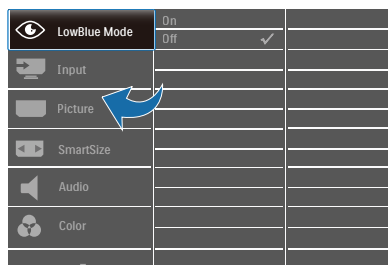 LowBlue Mode
On
Off
Input
Picture
SmartSize
Audio
Color